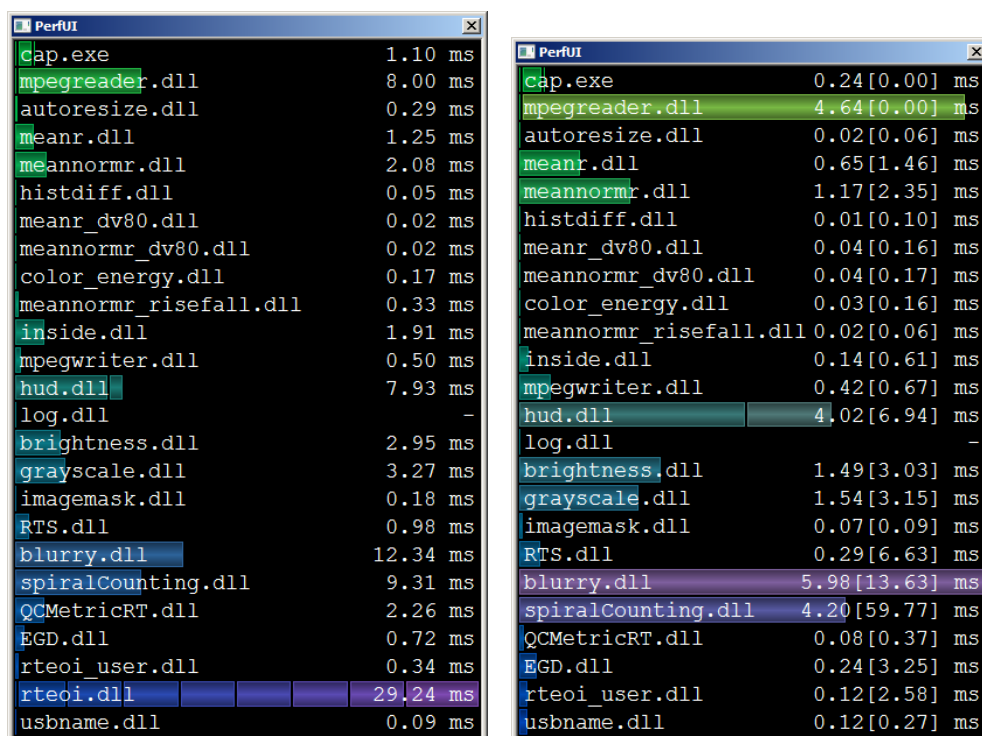 PerfUI
cap.exe 1.10 ms
mpegreader.dll 8.00 ms
autoresize.dll 0.29 ms
meanr.dll 1.25 ms
meannormr.dll 2.08 ms
histdiff.dll 0.05 ms
meanr_dv80.dll 0.02 ms
meannormr_dv80.dll 0.02 ms
color_energy.dll 0.17 ms
meannormr_risefall.dll 0.33 ms
inside.dll 1.91 ms
mpegwriter.dll 0.50 ms
hud.dll 7.93 ms
log.dll -
brightness.dll 2.95 ms
grayscale.dll 3.27 ms
imagemask.dll 0.18 ms
RTS.dll 0.98 ms
blurry.dll 12.34 ms
spiralCounting.dll 9.31 ms
QCMetricRT.dll 2.26 ms
EGD.dll 0.72 ms
rteoi_user.dll 0.34 ms
rteoi.dll 29.24 ms
usbname.dll 0.09 ms
PerfUI
cap.exe 0.24[0.00] ms
mpegreader.dll 4.64[0.00] ms
autoresize.dll 0.02[0.06] ms
meanr.dll 0.65[1.46] ms
meannormr.dll 1.17[2.35] ms
histdiff.dll 0.01[0.10] ms
meanr_dv80.dll 0.04[0.16] ms
meannormr_dv80.dll 0.04[0.17] ms
color_energy.dll 0.03[0.16] ms
meannormr_risefall.dll 0.02[0.06] ms
inside.dll 0.14[0.61] ms
mpegwriter.dll 0.42[0.67] ms
hud.dll 4.02[6.94] ms
log.dll -
brightness.dll 1.49[3.03] ms
grayscale.dll 1.54[3.15] ms
imagemask.dll 0.07[0.09] ms
RTS.dll 0.29[6.63] ms
blurry.dll 5.98[13.63] ms
spiralCounting.dll 4.20[59.77] ms
QCMetricRT.dll 0.08[0.37] ms
EGD.dll 0.24[3.25] ms
rteoi_user.dll 0.12[2.58] ms
usbname.dll 0.12[0.27] ms